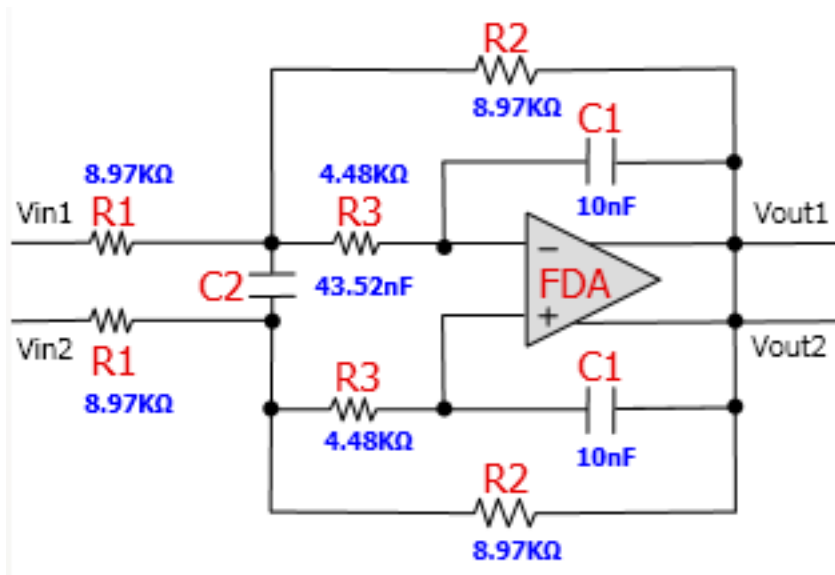 R2
8.97KΩ
C1
8.97KΩ
4.48KΩ
10nF
Vin1
R1
R3
Vout1
−
C2
43.52nF
FDA
+
Vin2
R1
Vout2
R3
C1
8.97KΩ
4.48KΩ
10nF
R2
8.97KΩ